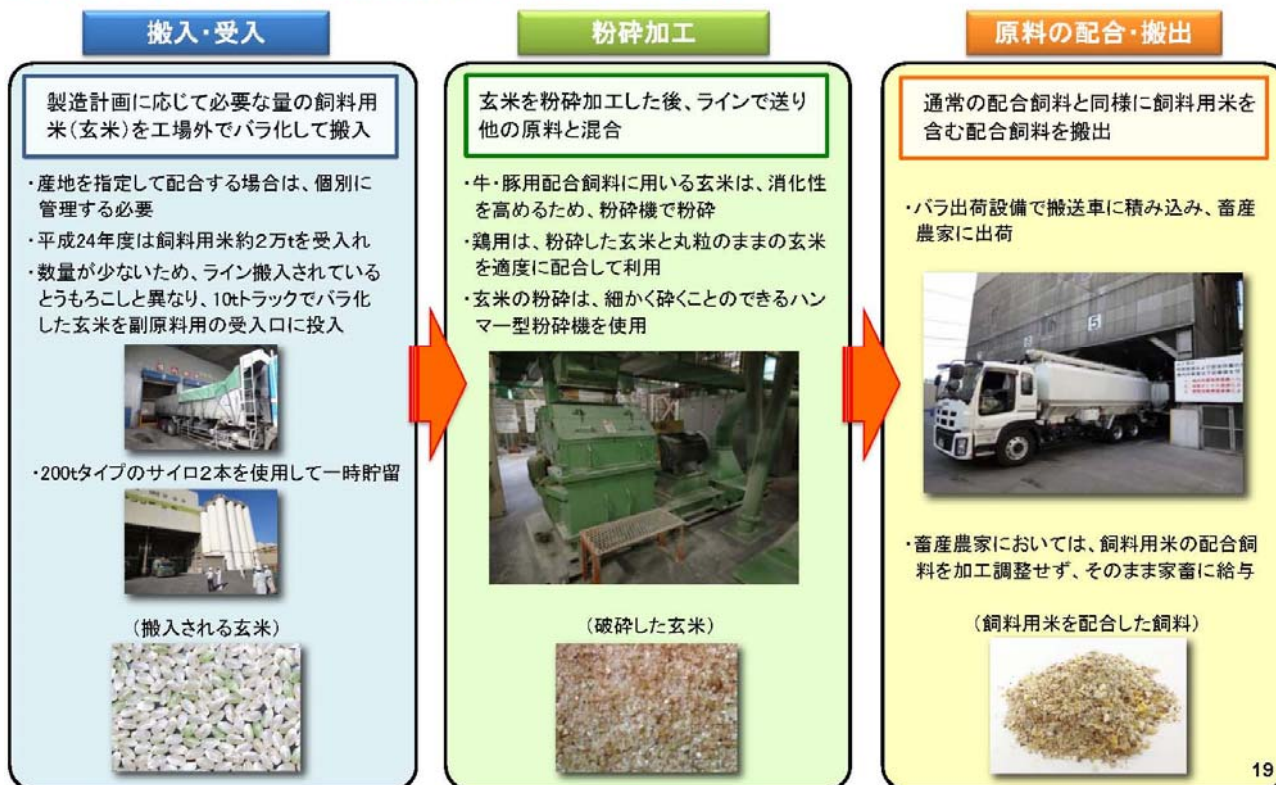 搬入・受入
製造計画に応じて必要な量の飼料用
米(玄米)を工場外でバラ化して搬入
・産地を指定して配合する場合は、個別に
管理する必要
・平成24年度は飼料用米約2万tを受入れ
・数量が少ないため、ライン搬入されている
とうもろこしと異なり、10tトラックでバラ化
した玄米を副原料用の受入口に投入
・200tタイプのサイロ2本を使用して一時貯留
(搬入される玄米)
粉砕加工
玄米を粉砕加工した後、ラインで送り
他の原料と混合
・牛・豚用配合飼料に用いる玄米は、消化性
を高めるため、粉砕機で粉砕
・鶏用は、粉砕した玄米と丸粒のままの玄米
を適度に配合して利用
・玄米の粉砕は、細かく砕くことのできるハン
マー型粉砕機を使用
(破砕した玄米)
原料の配合・搬出
通常の配合飼料と同様に飼料用米を
含む配合飼料を搬出
・バラ出荷設備で搬送車に積み込み、畜産
農家に出荷
5
・畜産農家においては、飼料用米の配合飼
料を加工調整せず、そのまま家畜に給与
(飼料用米を配合した飼料)
19